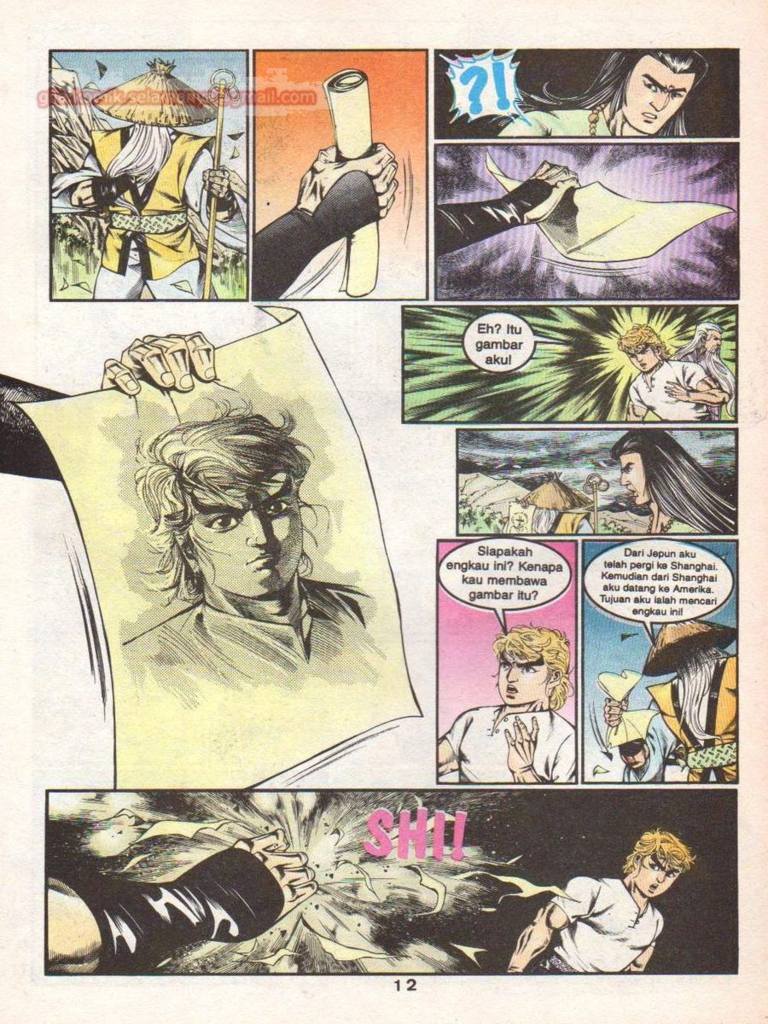 ?!
Eh? Itu
gambar
aku!
Siapakah
engkau ini? Kenapa
kau membawa
gambar itu?
Dari Jepun aku
telah pergi ke Shanghai.
Kemudian dari Shanghai
aku datang ke Amerika.
Tujuan aku ialah mencari
engkau ini!
SHI!!
12